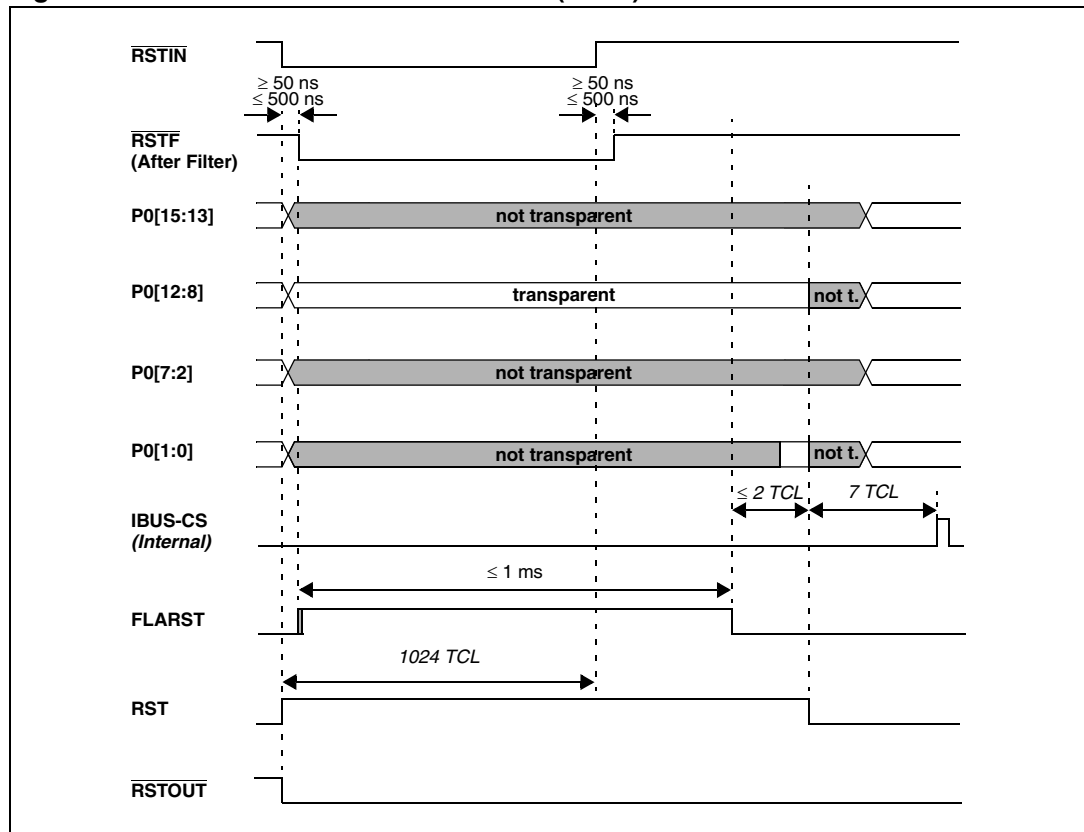 RSTIN
≥ 50 ns ≥ 50 ns
≤ 500 ns ≤ 500 ns
RSTF
(After Filter)
P0[15:13] not transparent
P0[12:8] transparent not t.
P0[7:2] not transparent
P0[1:0] not transparent not t.
≤ 2 TCL 7 TCL
IBUS-CS
(Internal)
≤ 1 ms
FLARST
1024 TCL
RST
RSTOUT